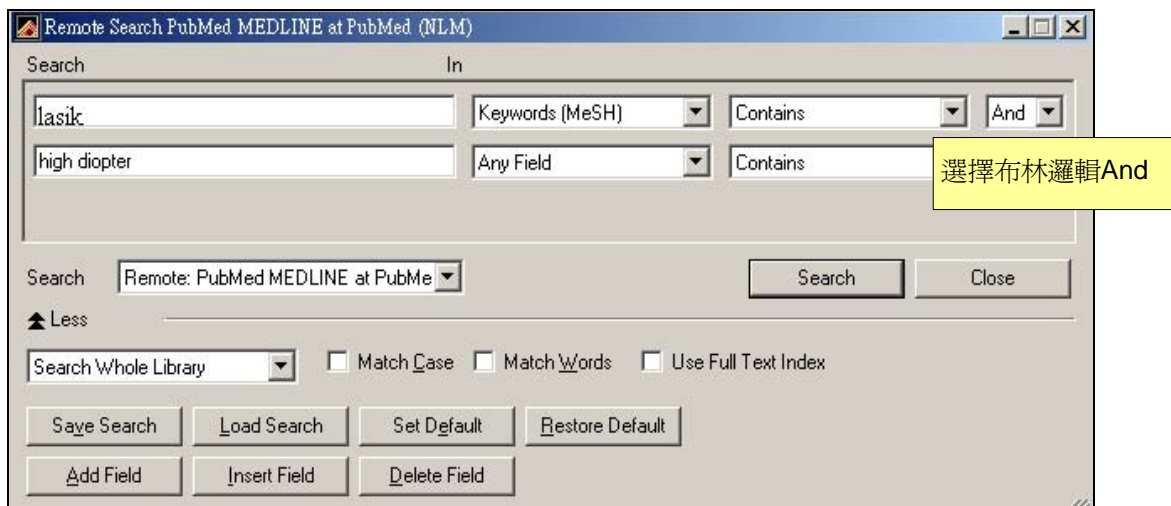 Remote Search PubMed MEDLINE at PubMed (NLM)
Search In
lasik Keywords (MeSH) Contains And
high diopter Any Field Contains
選擇布林邏輯And
Search Remote: PubMed MEDLINE at PubMe Search Close
Less
Search Whole Library Match Case Match Words Use Full Text Index
Save Search Load Search Set Default Restore Default
Add Field Insert Field Delete Field